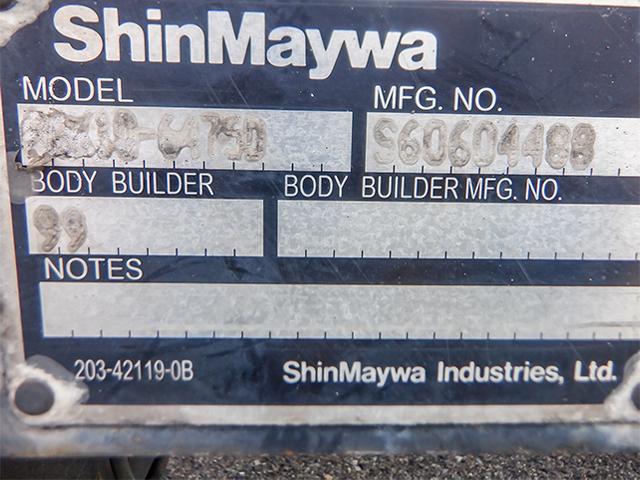 ShinMaywa
MODEL MFG. NO.
S60604488
BODY BUILDER BODY BUILDER MFG. NO.
99
NOTES
203-42119-0B ShinMaywa Industries, Ltd.